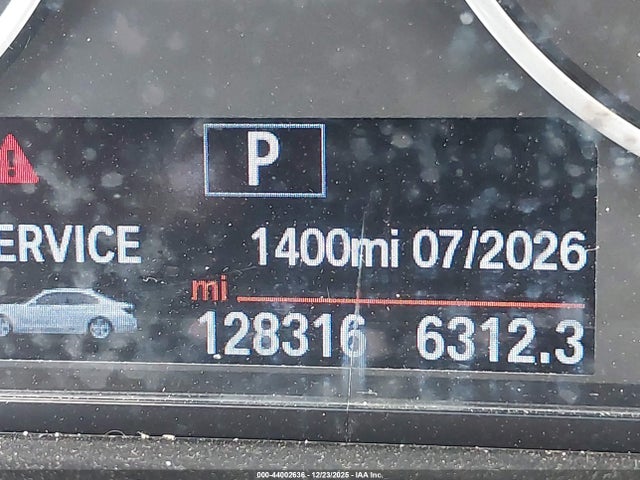 P
ERVICE 1400mi 07/2026
mi
128316 6312.3
000-44002636 - 12/23/2025 - IAA Inc.